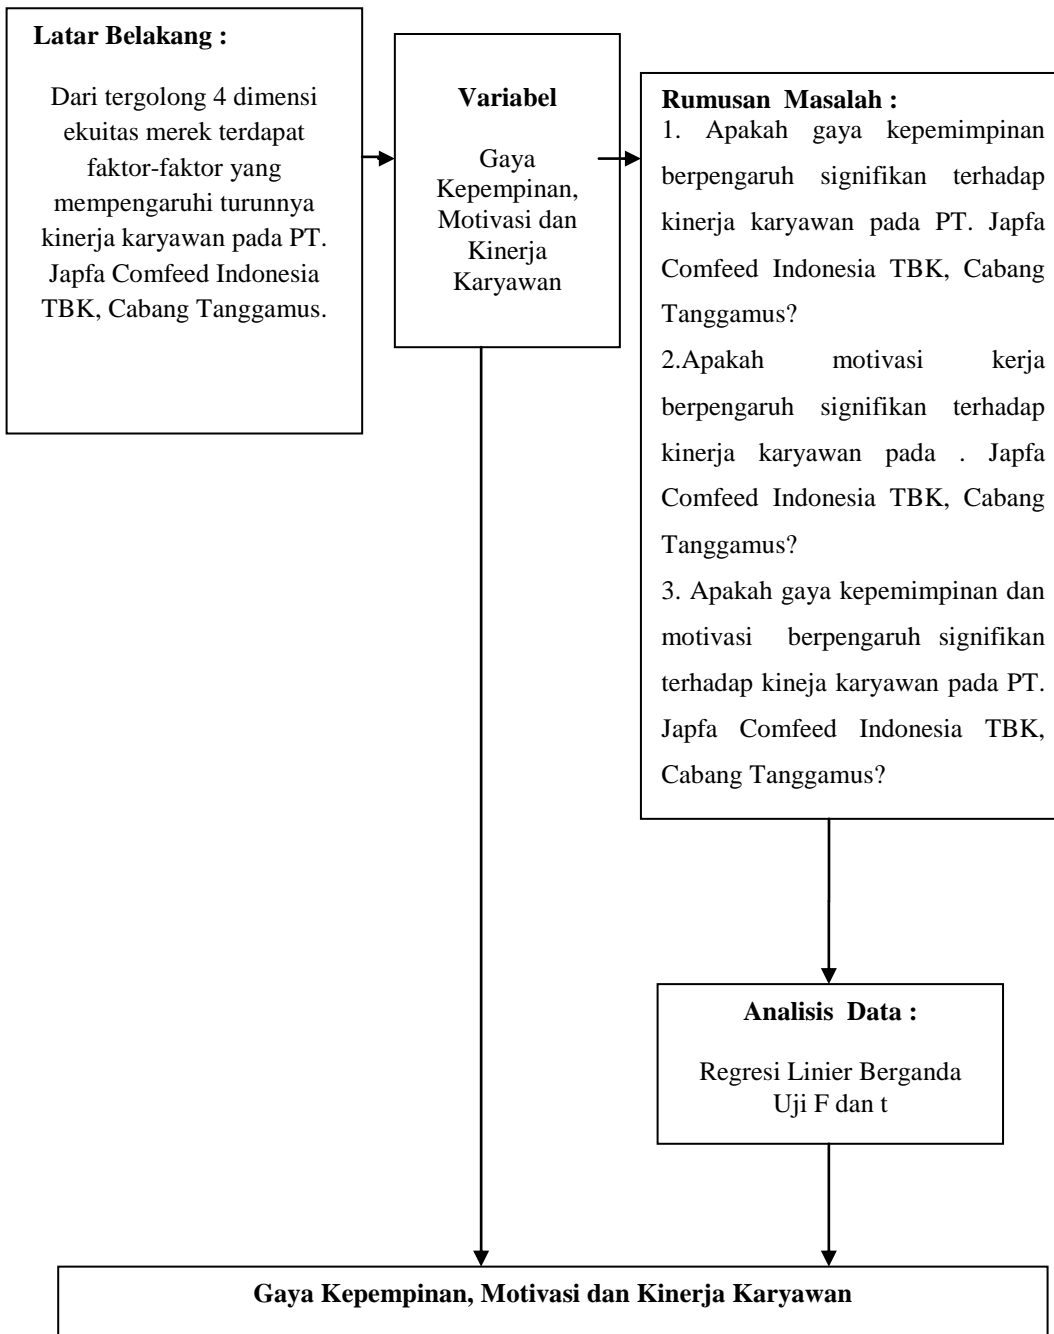 Latar Belakang :
Dari tergolong 4 dimensi
ekuitas merek terdapat
faktor-faktor yang
mempengaruhi turunnya
kinerja karyawan pada PT.
Japfa Comfeed Indonesia
TBK, Cabang Tanggamus.
Variabel
Gaya
Kepempinan,
Motivasi dan
Kinerja
Karyawan
Rumusan Masalah :
1. Apakah gaya kepemimpinan
berpengaruh signifikan terhadap
kinerja karyawan pada PT. Japfa
Comfeed Indonesia TBK, Cabang
Tanggamus?
2.Apakah motivasi kerja
berpengaruh signifikan terhadap
kinerja karyawan pada . Japfa
Comfeed Indonesia TBK, Cabang
Tanggamus?
3. Apakah gaya kepemimpinan dan
motivasi berpengaruh signifikan
terhadap kineja karyawan pada PT.
Japfa Comfeed Indonesia TBK,
Cabang Tanggamus?
Analisis Data :
Regresi Linier Berganda
Uji F dan t
Gaya Kepempinan, Motivasi dan Kinerja Karyawan